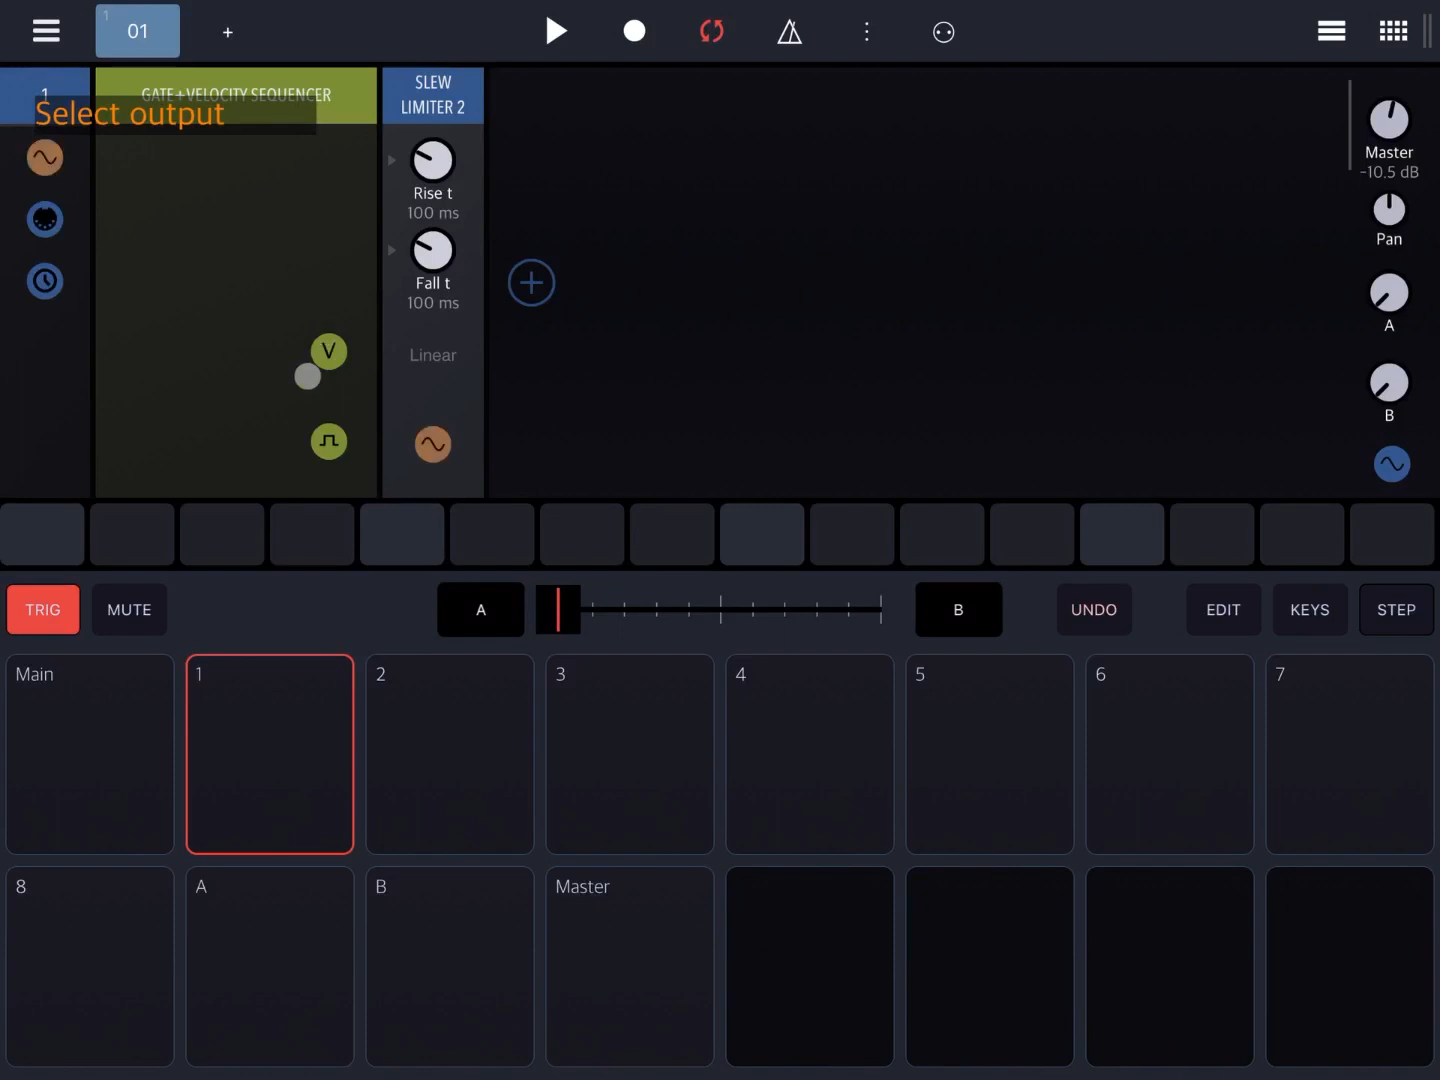 1
01
+
1
GATE+VELOCITY SEQUENCER
SLEW
LIMITER 2
Select output
Rise t
100 ms
Fall t
100 ms
Linear
V
Master
-10.5 dB
Pan
A
B
TRIG
MUTE
A
B
UNDO
EDIT
KEYS
STEP
Main
1
2
3
4
5
6
7
8
A
B
Master